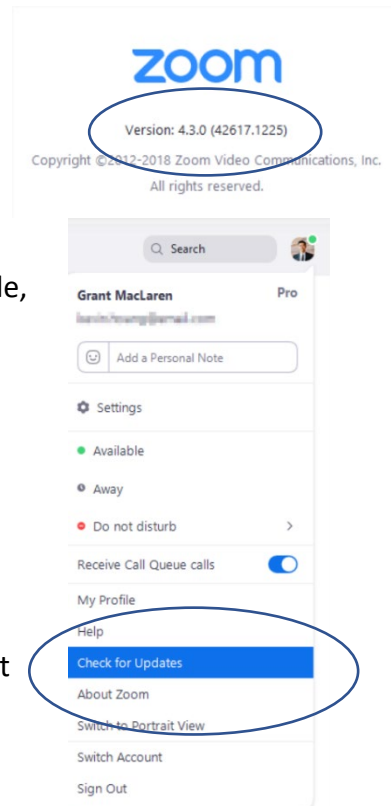 zoom
Version: 4.3.0 (42617.1225)
Copyright ©2012-2018 Zoom Video Communications, Inc.
All rights reserved.
Search
le,
Grant MacLaren Pro
Add a Personal Note
Settings
Available
Away
Do not disturb
Receive Call Queue calls
My Profile
Help
t Check for Updates
About Zoom
Switch to Portrait View
Switch Account
Sign Out